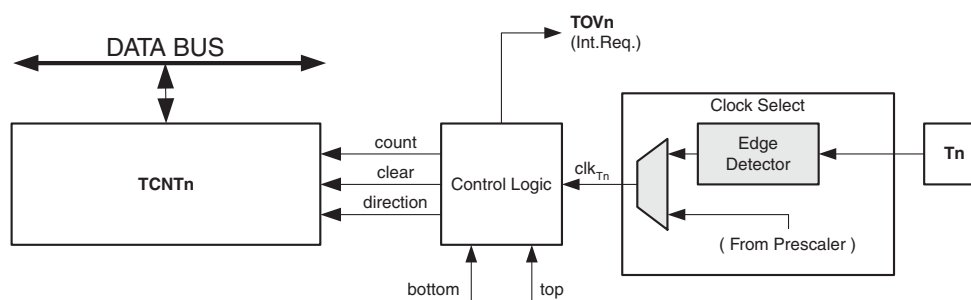 TOVn
(Int.Req.)
DATA BUS
Clock Select
TCNTn
count
clear
direction
Control Logic
clkTn
Edge
Detector
Tn
( From Prescaler )
bottom
top